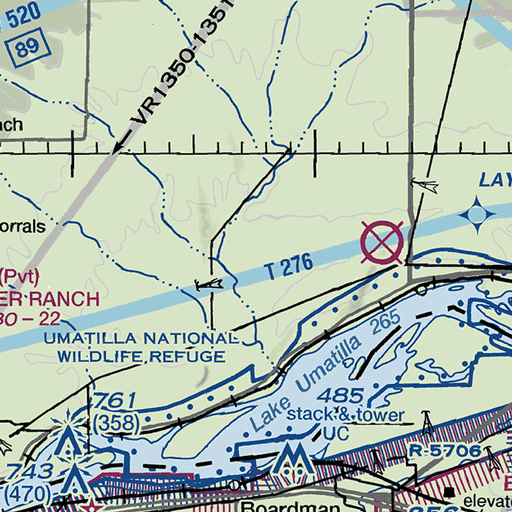 520
89
VR1350-1351
nch
LAY
orrals
T 276
(Pvt)
ER RANCH
30 – 22
UMATILLA NATIONAL
WILDLIFE REFUGE
Lake Umatilla 265
761
(358)
485
stack & tower
UC
R-5706
743
(470)
Boardman
elevato